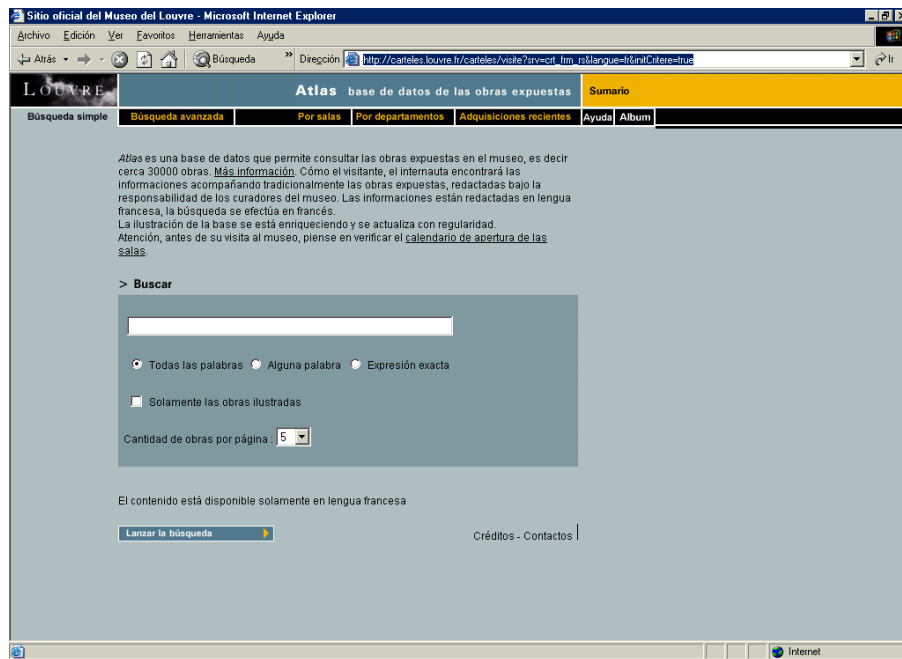 Sitio oficial del Museo del Louvre - Microsoft Internet Explorer
Archivo Edición Ver Favoritos Herramientas Ayuda
Atrás Búsqueda » Dirección http://carteles.louvre.fr/carteles/visite?srv=crt_frm_rs&langue=fr&initCritere=true Ir
LOUVRE Atlas base de datos de las obras expuestas Sumario
Búsqueda simple Búsqueda avanzada Por salas Por departamentos Adquisiciones recientes Ayuda Album
Atlas es una base de datos que permite consultar las obras expuestas en el museo, es decir
cerca 30000 obras. Más información. Cómo el visitante, el internauta encontrará las
informaciones acompañando tradicionalmente las obras expuestas, redactadas bajo la
responsabilidad de los curadores del museo. Las informaciones están redactadas en lengua
francesa, la búsqueda se efectúa en francés.
La ilustración de la base se está enriqueciendo y se actualiza con regularidad.
Atención, antes de su visita al museo, piense en verificar el calendario de apertura de las
salas.
> Buscar
Todas las palabras Alguna palabra Expresión exacta
Solamente las obras ilustradas
Cantidad de obras por página : 5
El contenido está disponible solamente en lengua francesa
Lanzar la búsqueda Créditos - Contactos
Internet